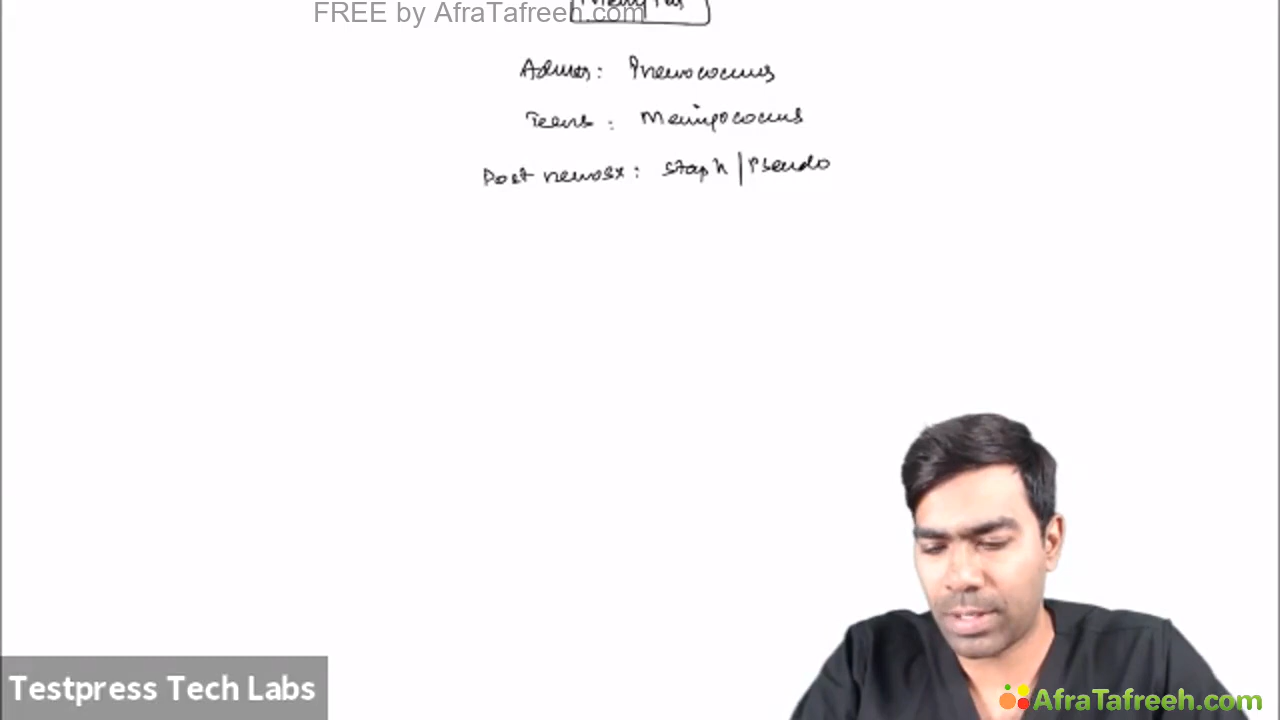 FREE by AfraTafreeh.com
Adults: Pneumococcus
Teens: Meningococcus
Post neurosx: Staph | Pseudo
Testpress Tech Labs
AfraTafreeh.com